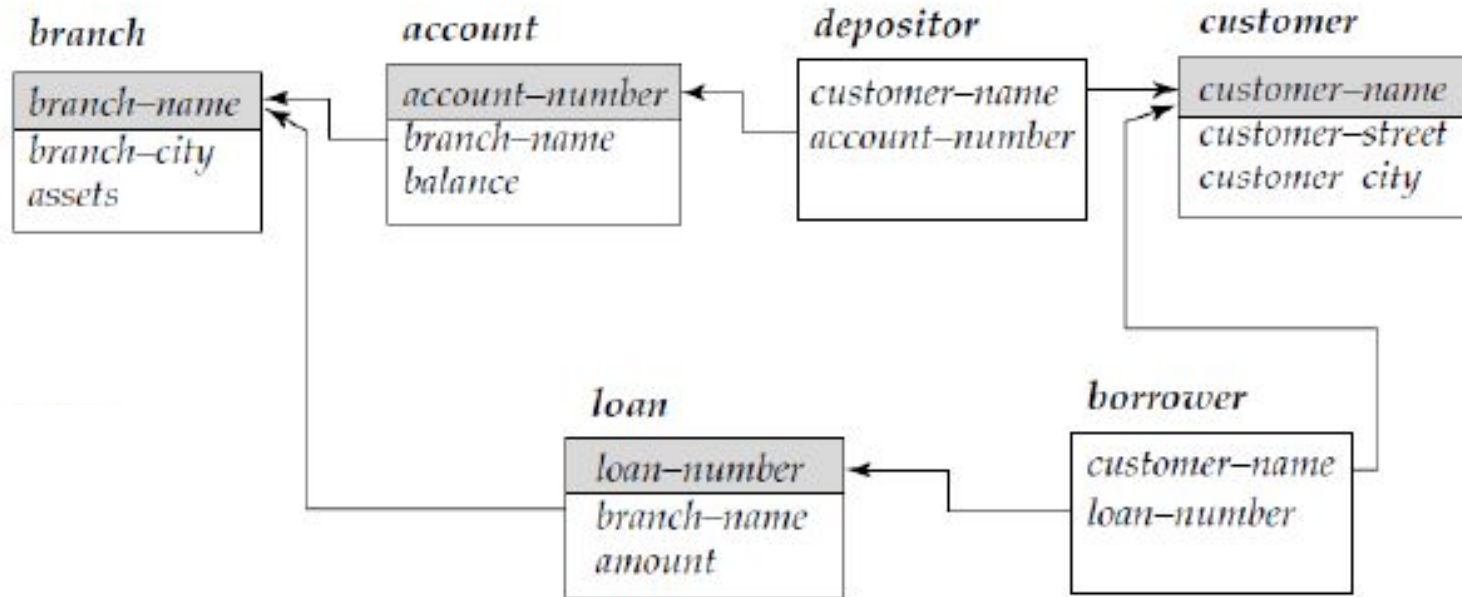 branch
branch–name
branch–city
assets
account
account–number
branch–name
balance
depositor
customer–name
account–number
customer
customer–name
customer–street
customer city
loan
loan–number
branch–name
amount
borrower
customer–name
loan–number